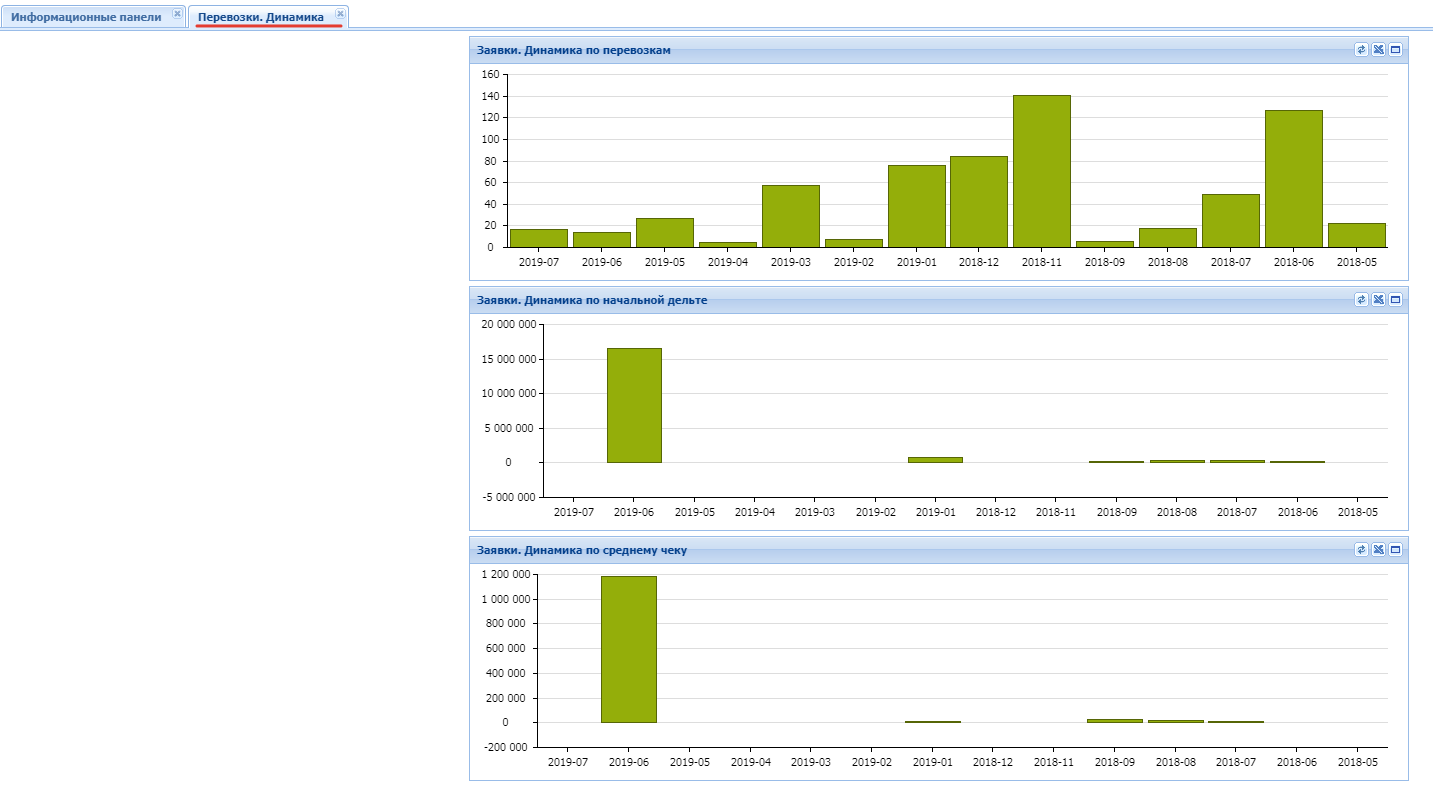 Информационные панели
Перевозки. Динамика
Заявки. Динамика по перевозкам
160
140
120
100
80
60
40
20
0
2019-07 2019-06 2019-05 2019-04 2019-03 2019-02 2019-01 2018-12 2018-11 2018-09 2018-08 2018-07 2018-06 2018-05
Заявки. Динамика по начальной дельте
20 000 000
15 000 000
10 000 000
5 000 000
0
-5 000 000
2019-07 2019-06 2019-05 2019-04 2019-03 2019-02 2019-01 2018-12 2018-11 2018-09 2018-08 2018-07 2018-06 2018-05
Заявки. Динамика по среднему чеку
1 200 000
1 000 000
800 000
600 000
400 000
200 000
0
-200 000
2019-07 2019-06 2019-05 2019-04 2019-03 2019-02 2019-01 2018-12 2018-11 2018-09 2018-08 2018-07 2018-06 2018-05